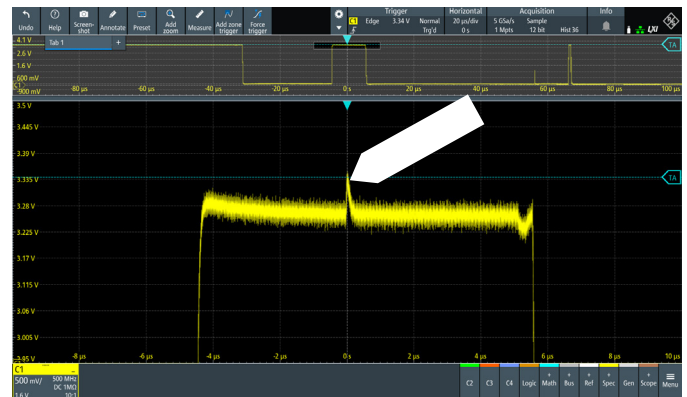 Undo
Help
Screen-
shot
Annotate
Preset
Add
zoom
Measure
Add zone
trigger
Force
trigger
Trigger
C1 Edge 3.34 V Normal
Trig'd
Horizontal
20 µs/div
0 s
Acquisition
5 GSa/s Sample
1 Mpts 12 bit Hist 36
Info
LXI
Tab 1
+
4.1 V
2.6 V
1.6 V
600 mV
-900 mV
C1
TA
-80 µs -60 µs -40 µs -20 µs 0 s 20 µs 40 µs 60 µs 80 µs 100 µs
3.5 V
3.445 V
3.39 V
3.335 V
TA
3.28 V
3.225 V
3.17 V
3.115 V
3.06 V
3.005 V
2.95 V
-8 µs -6 µs -4 µs -2 µs 0 s 2 µs 4 µs 6 µs 8 µs 10 µs
C1
500 mV/ 500 MHz
DC 1MΩ
1.6 V 10:1
C2 C3 C4 Logic Math Bus Ref Spec Gen Scope Menu